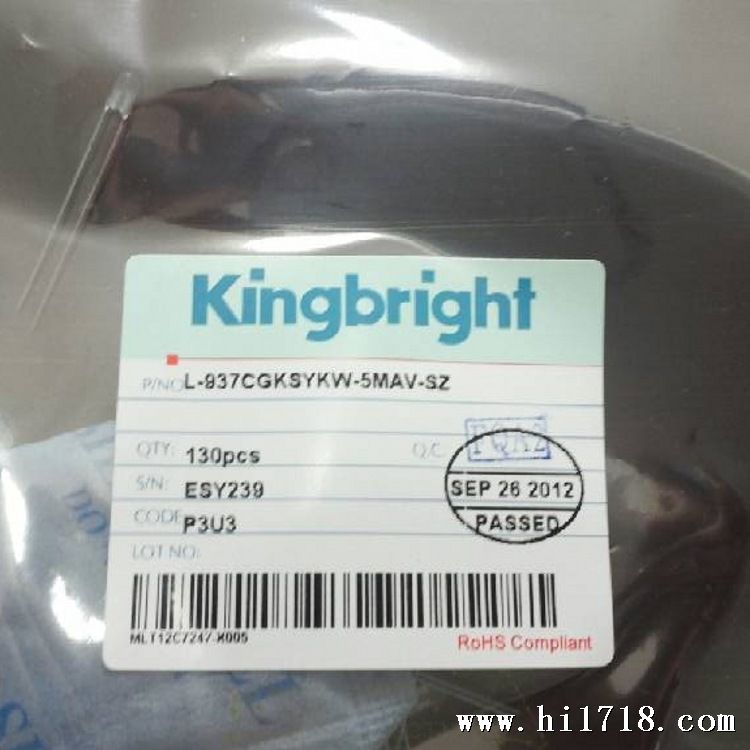 Kingbright
P/NO L-937CGKSYKW-5MAV-SZ
QTY: 130pcs
Q.C.
S/N: ESY239
SEP 26 2012
CODE P3U3
PASSED
LOT NO:
MLT12C7247-K005
RoHS Compliant
www.hi1718.com